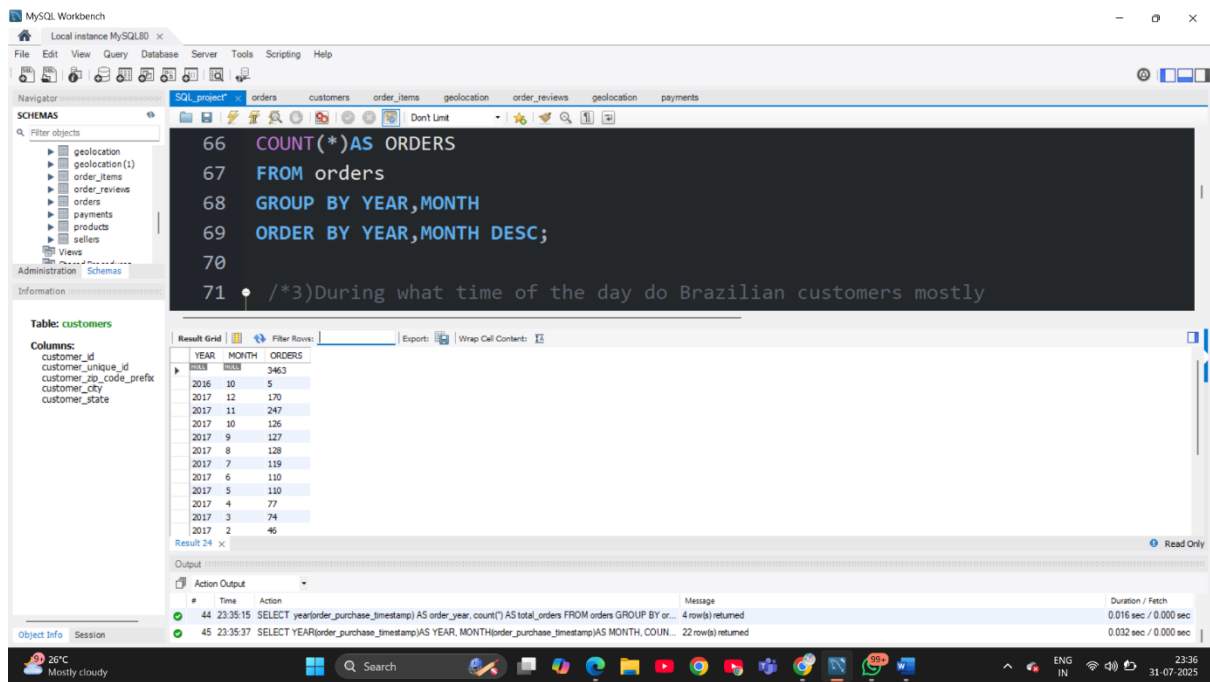 MySQL Workbench
Local instance MySQL80
File Edit View Query Database Server Tools Scripting Help
Navigator
SCHEMAS
Filter objects
geolocation
geolocation (1)
order_items
order_reviews
orders
payments
products
sellers
Views
Administration Schemas
Information
Table: customers
Columns:
customer_id
customer_unique_id
customer_zip_code_prefix
customer_city
customer_state
Object Info Session
SQL_project* orders customers order_items geolocation order_reviews geolocation payments
Don't Limit
66 COUNT(*)AS ORDERS
67 FROM orders
68 GROUP BY YEAR,MONTH
69 ORDER BY YEAR,MONTH DESC;
70
71 /*3)During what time of the day do Brazilian customers mostly
Result Grid Filter Rows: Export: Wrap Cell Content:
YEAR MONTH ORDERS
NULL NULL 3463
2016 10 5
2017 12 170
2017 11 247
2017 10 126
2017 9 127
2017 8 128
2017 7 119
2017 6 110
2017 5 110
2017 4 77
2017 3 74
2017 2 46
Result 24 Read Only
Output
Action Output
# Time Action Message Duration / Fetch
44 23:35:15 SELECT year(order_purchase_timestamp) AS order_year, count(*) AS total_orders FROM orders GROUP BY or... 4 row(s) returned 0.016 sec / 0.000 sec
45 23:35:37 SELECT YEAR(order_purchase_timestamp)AS YEAR, MONTH(order_purchase_timestamp)AS MONTH, COUN... 22 row(s) returned 0.032 sec / 0.000 sec
9+ 26°C
Mostly cloudy
Search
99+
ENG
IN
23:36
31-07-2025